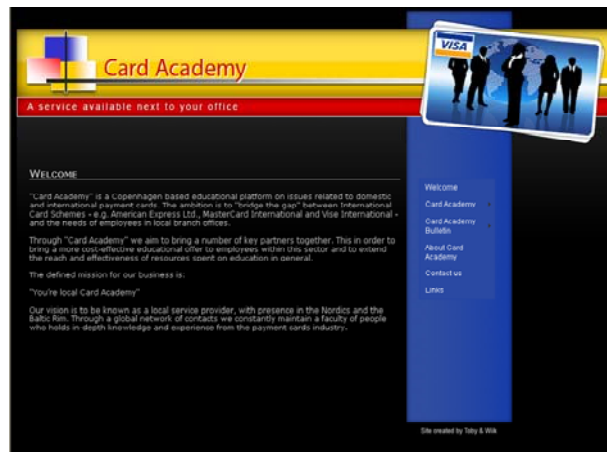 VISA
Card Academy
A service available next to your office
WELCOME
"Card Academy" is a Copenhagen based educational platform on issues related to domestic
and international payment cards. The ambition is to "bridge the gap" between International
Card Schemes - e.g. American Express Ltd., MasterCard International and Vise International -
and the needs of employees in local branch offices.
Through "Card Academy" we aim to bring a number of key partners together. This in order to
bring a more cost-effective educational offer to employees within this sector and to extend
the reach and effectiveness of resources spent on education in general.
The defined mission for our business is:
"You're local Card Academy"
Our vision is to be known as a local service provider, with presence in the Nordics and the
Baltic Rim. Through a global network of contacts we constantly maintain a faculty of people
who holds in depth knowledge and experience from the payment cards industry.
Welcome
Card Academy
Card Academy
Bulletin
About Card
Academy
Contact us
Links
Site created by Toby & Wilk